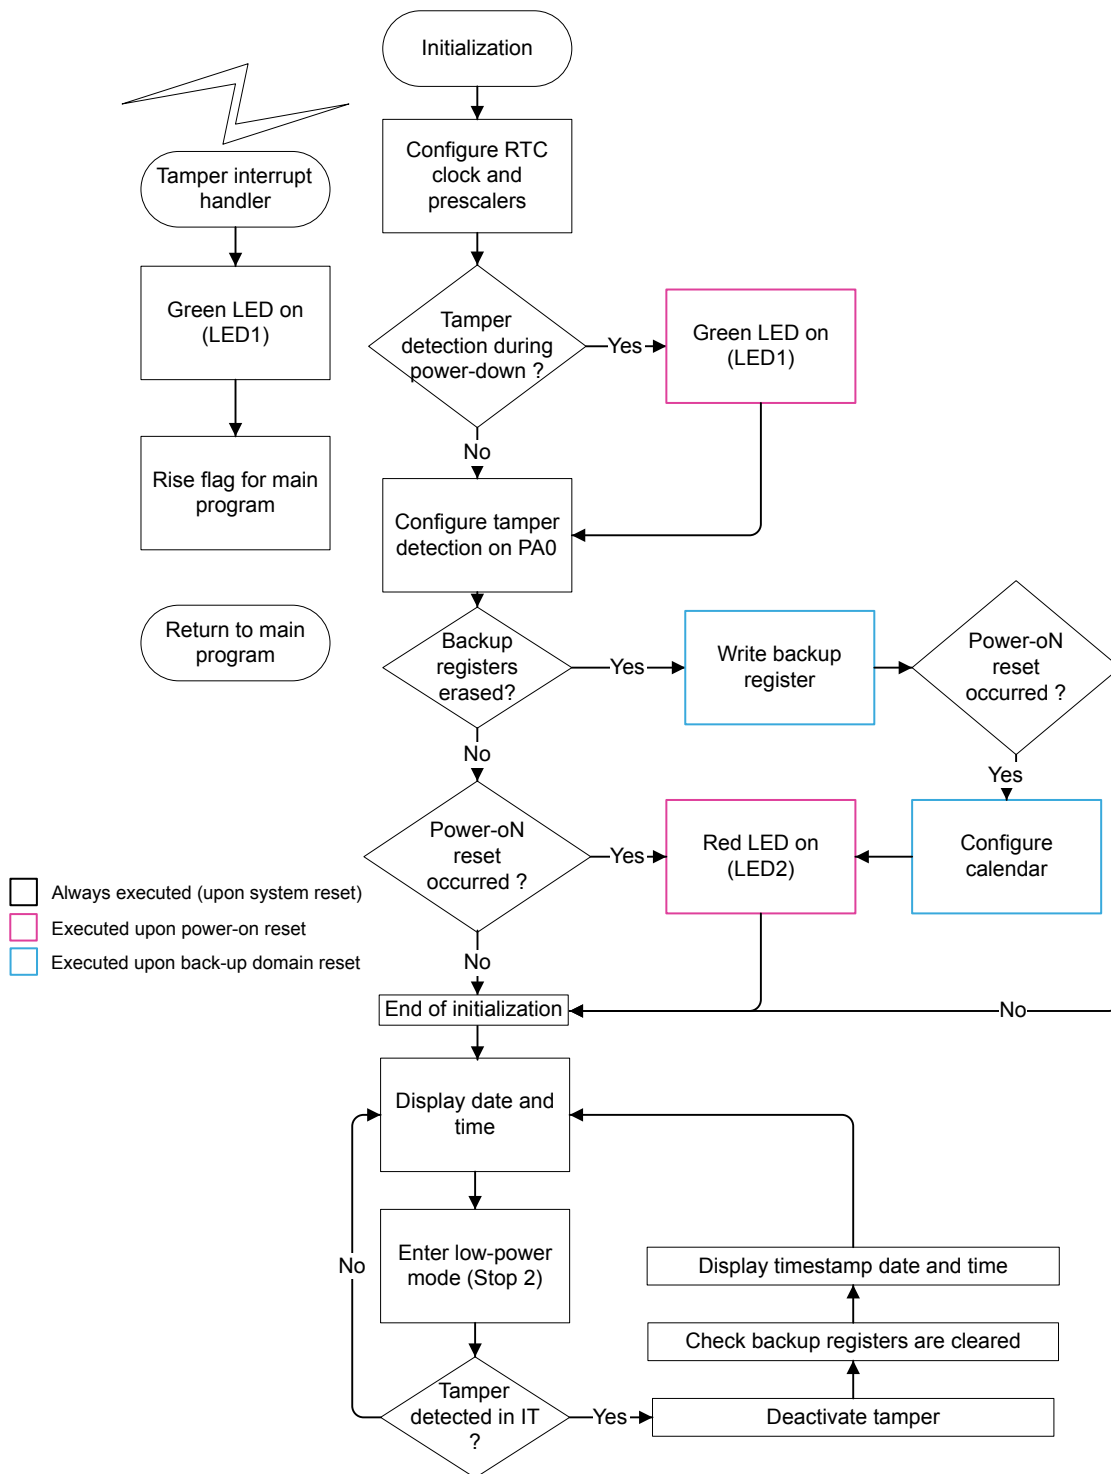 Initialization
Configure RTC
clock and
prescalers
Tamper interrupt
handler
Green LED on
(LED1)
Rise flag for main
program
Return to main
program
Tamper
detection during
power-down ?
Yes
Green LED on
(LED1)
No
Configure tamper
detection on PA0
Backup
registers
erased?
Yes
Write backup
register
Power-oN
reset
occurred ?
No
Yes
Power-oN
reset
occurred ?
Yes
Red LED on
(LED2)
Configure
calendar
Always executed (upon system reset)
Executed upon power-on reset
Executed upon back-up domain reset
No
End of initialization
No
Display date and
time
Enter low-power
mode (Stop 2)
No
Tamper
detected in IT
?
Yes
Display timestamp date and time
Check backup registers are cleared
Deactivate tamper